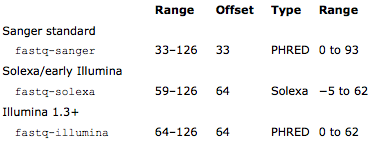 Range Offset Type Range
Sanger standard
fastq-sanger 33–126 33 PHRED 0 to 93
Solexa/early Illumina
fastq-solexa 59–126 64 Solexa −5 to 62
Illumina 1.3+
fastq-illumina 64–126 64 PHRED 0 to 62